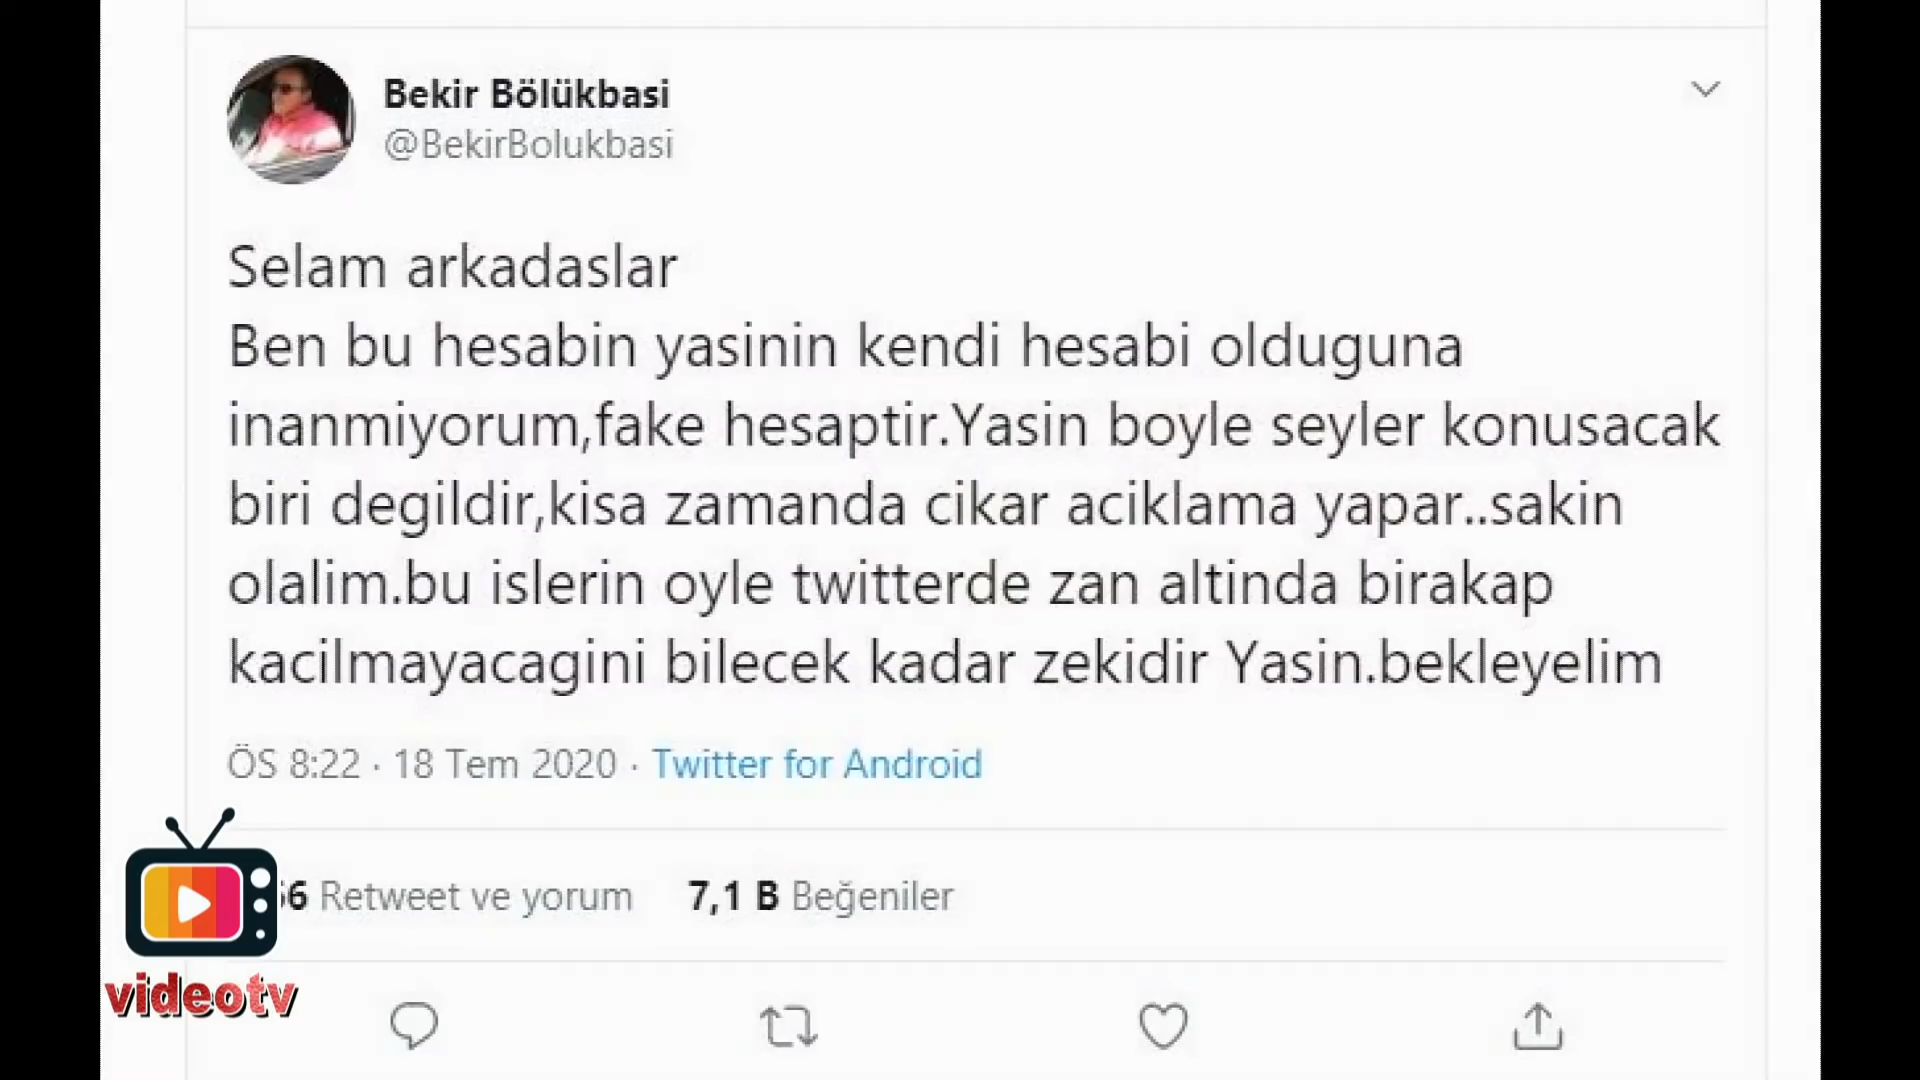 Bekir Bölükbasi
@BekirBolukbasi
Selam arkadaslar
Ben bu hesabin yasinin kendi hesabi olduguna
inanmiyorum,fake hesaptir.Yasin boyle seyler konusacak
biri degildir,kisa zamanda cikar aciklama yapar..sakin
olalim.bu islerin oyle twitterde zan altinda birakap
kacilmayacagini bilecek kadar zekidir Yasin.bekleyelim
ÖS 8:22 · 18 Tem 2020 · Twitter for Android
Retweet ve yorum 7,1 B Beğeniler
videotv